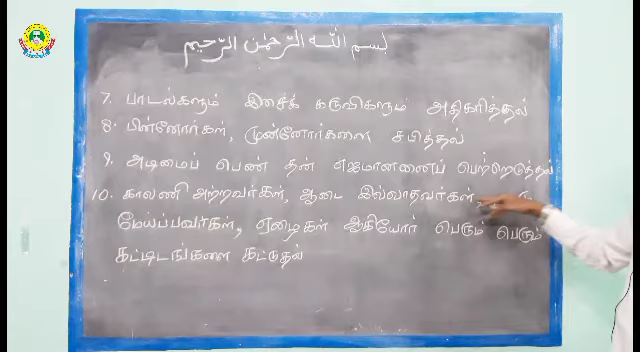 بسم الله الرحمن الرحيم
7. பாடல்களும் இசைக் கருவிகளும் அதிகரித்தல்
8. பின்னோர்கள், முன்னோர்களை சபித்தல்
9. அடிமைப் பெண் தன் எஜமானனைப் பெற்றெடுத்தல்
10. காலணி அற்றவர்கள், ஆடை இல்லாதவர்கள்,
மேய்ப்பவர்கள், ஏழைகள் ஆகியோர் பெரும் பெரும்
கட்டிடங்களை கட்டுதல்